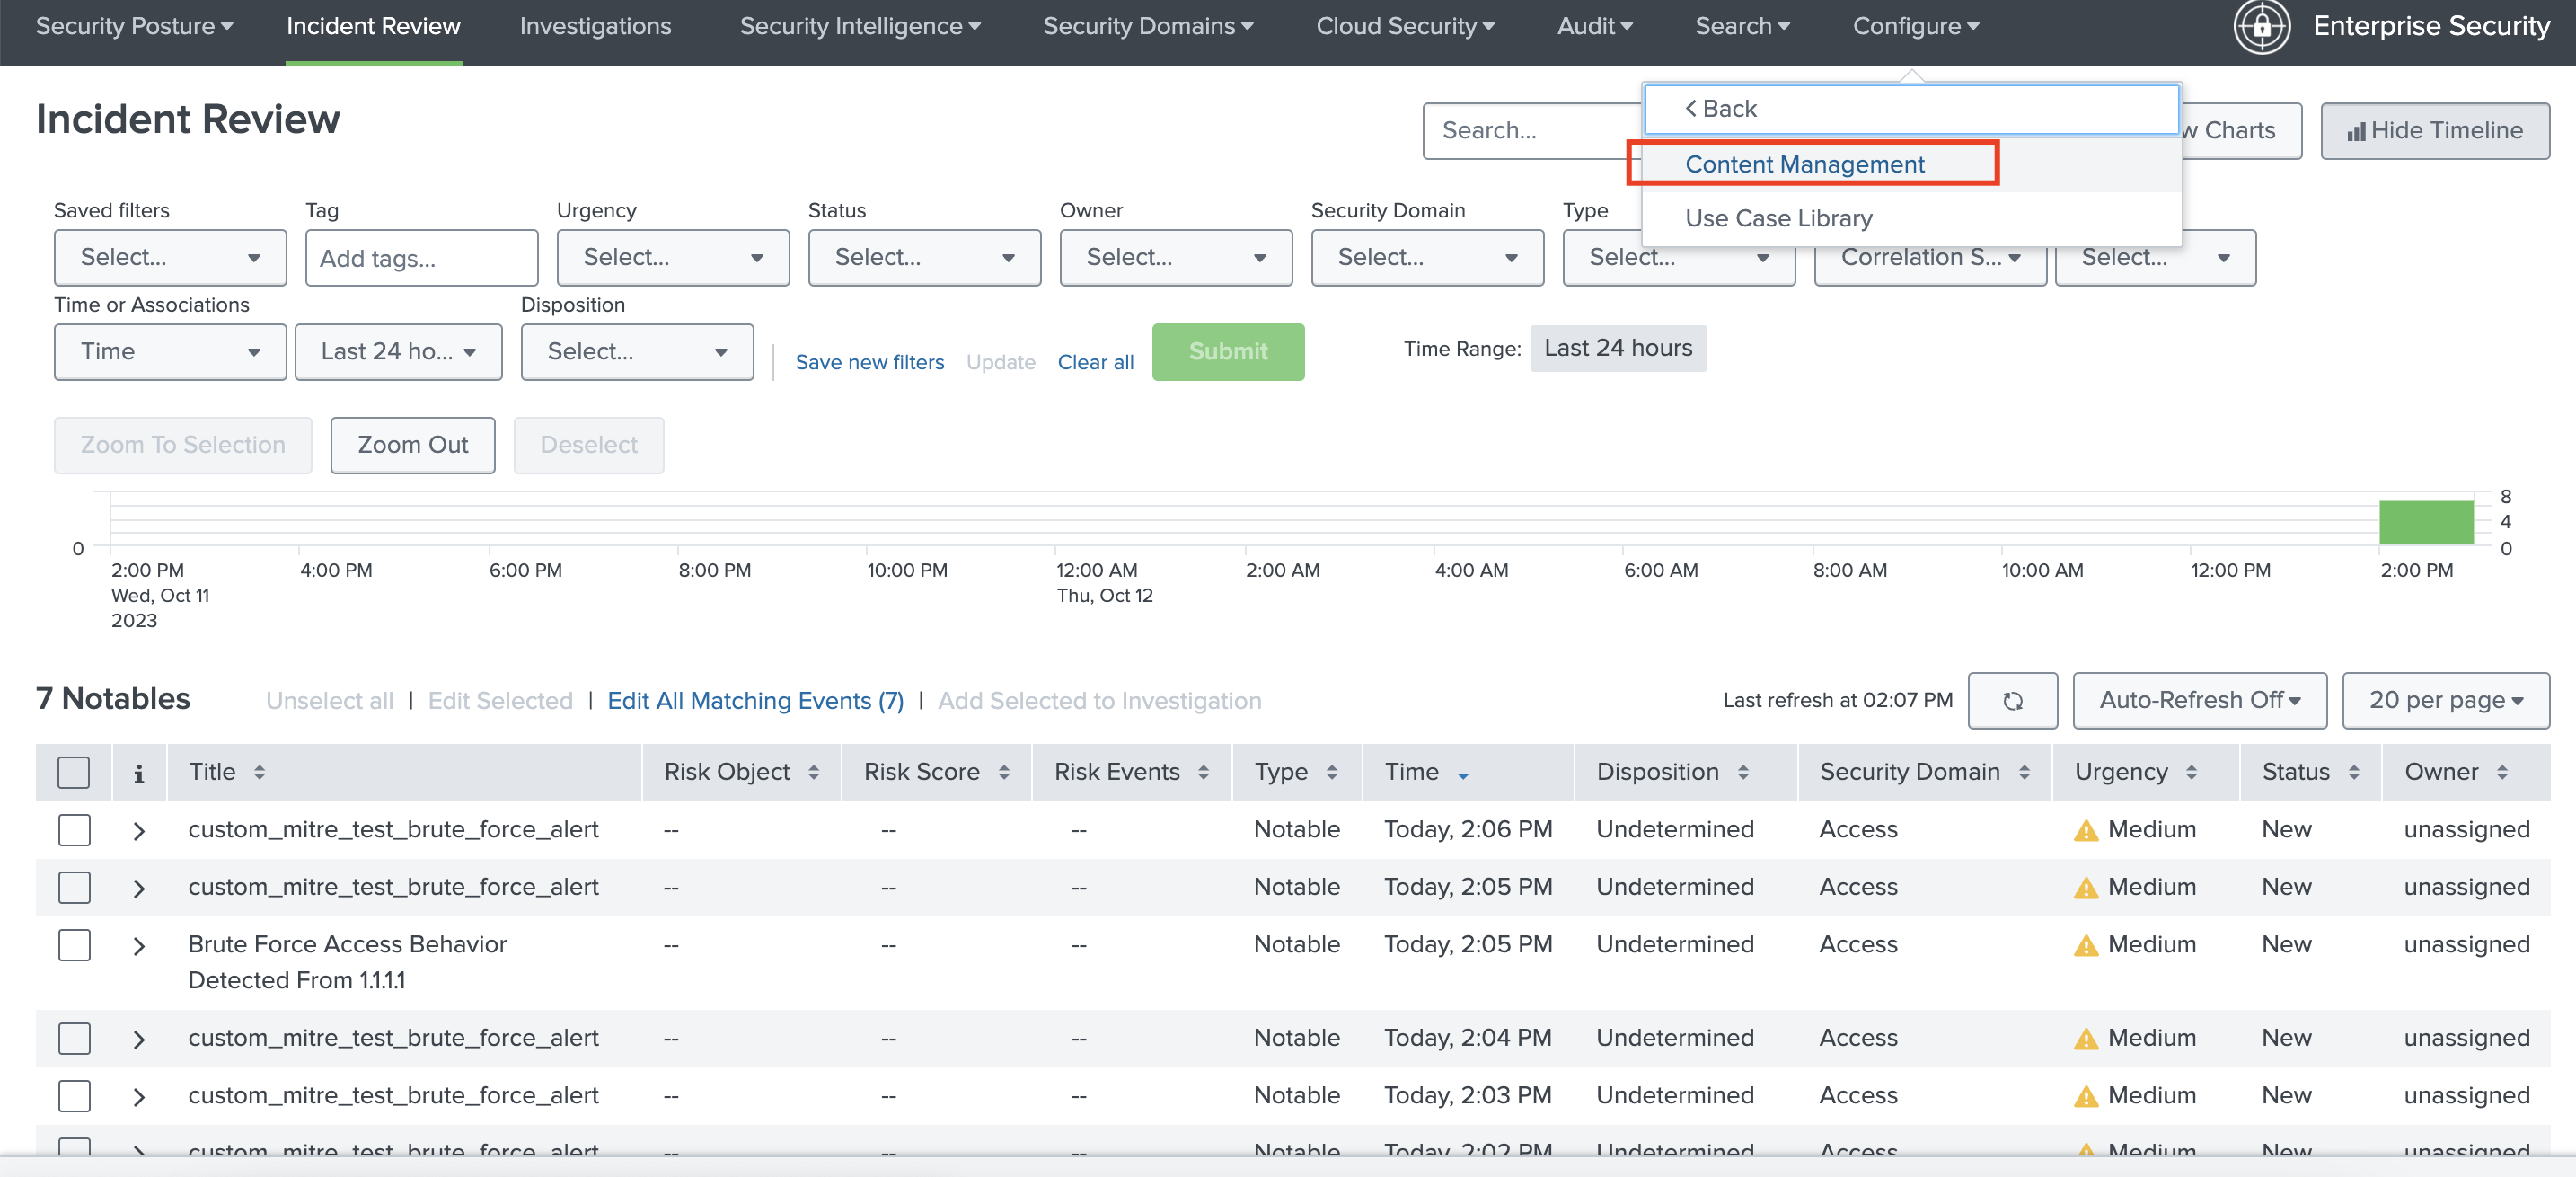 Security Posture Incident Review Investigations Security Intelligence Security Domains Cloud Security Audit Search Configure Enterprise Security
Incident Review
Search...
w Charts
Hide Timeline
Back
Content Management
Use Case Library
Saved filters Tag Urgency Status Owner Security Domain Type
Select... Add tags... Select... Select... Select... Select... Select... Correlation S... Select...
Time or Associations Disposition
Time Last 24 ho... Select... Save new filters Update Clear all Submit Time Range: Last 24 hours
Zoom To Selection Zoom Out Deselect
8
4
0 0
2:00 PM 4:00 PM 6:00 PM 8:00 PM 10:00 PM 12:00 AM 2:00 AM 4:00 AM 6:00 AM 8:00 AM 10:00 AM 12:00 PM 2:00 PM
Wed, Oct 11 Thu, Oct 12
2023
7 Notables Unselect all | Edit Selected | Edit All Matching Events (7) | Add Selected to Investigation Last refresh at 02:07 PM Auto-Refresh Off 20 per page
i Title Risk Object Risk Score Risk Events Type Time Disposition Security Domain Urgency Status Owner
custom_mitre_test_brute_force_alert -- -- -- Notable Today, 2:06 PM Undetermined Access Medium New unassigned
custom_mitre_test_brute_force_alert -- -- -- Notable Today, 2:05 PM Undetermined Access Medium New unassigned
Brute Force Access Behavior -- -- -- Notable Today, 2:05 PM Undetermined Access Medium New unassigned
Detected From 1.1.1.1
custom_mitre_test_brute_force_alert -- -- -- Notable Today, 2:04 PM Undetermined Access Medium New unassigned
custom_mitre_test_brute_force_alert -- -- -- Notable Today, 2:03 PM Undetermined Access Medium New unassigned
custom_mitre_test_brute_force_alert -- -- -- Notable Today, 2:02 PM Undetermined Access Medium New unassigned